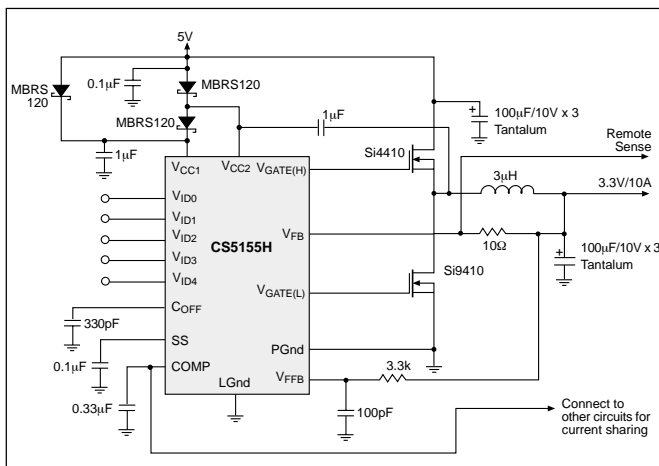 5V
MBRS
120
0.1μF
MBRS120
MBRS120
1μF
1μF
100μF/10V x 3
Tantalum
Remote
Sense
Si4410
3μH
3.3V/10A
VCC1
VCC2
VGATE(H)
VID0
VID1
VID2
VID3
VID4
CS5155H
VFB
10Ω
100μF/10V x 3
Tantalum
Si9410
VGATE(L)
COFF
330pF
SS
0.1μF
COMP
0.33μF
LGnd
PGnd
VFFB
3.3k
100pF
Connect to
other circuits for
current sharing